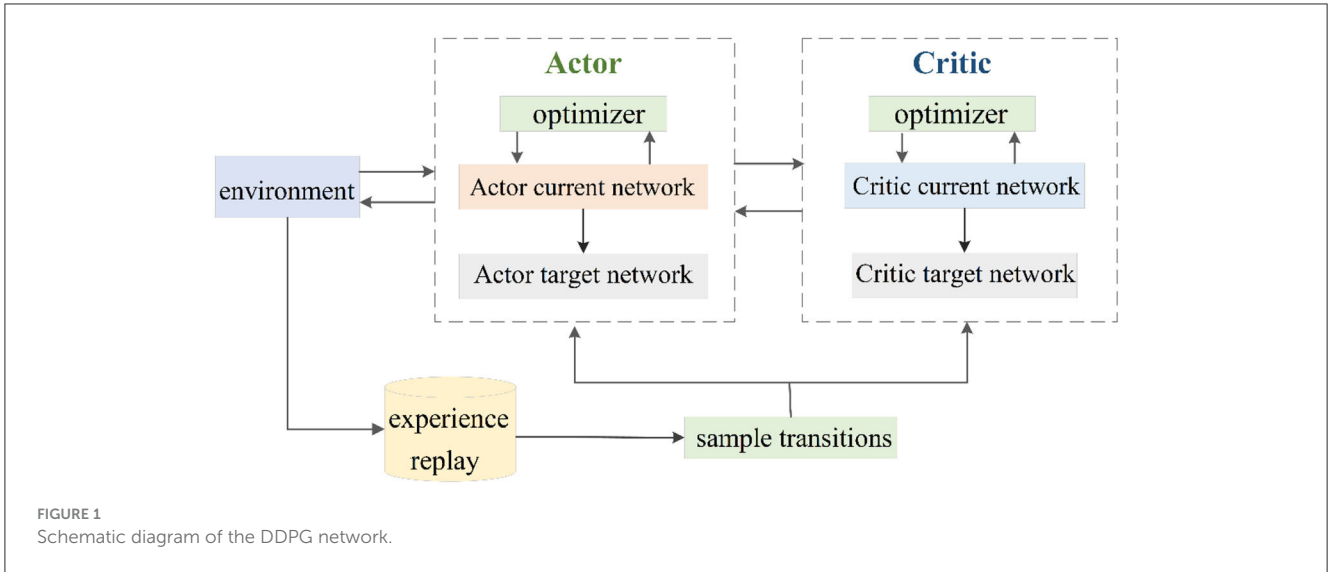 Actor
Critic
optimizer
optimizer
environment
Actor current network
Critic current network
Actor target network
Critic target network
experience
replay
sample transitions
FIGURE 1
Schematic diagram of the DDPG network.